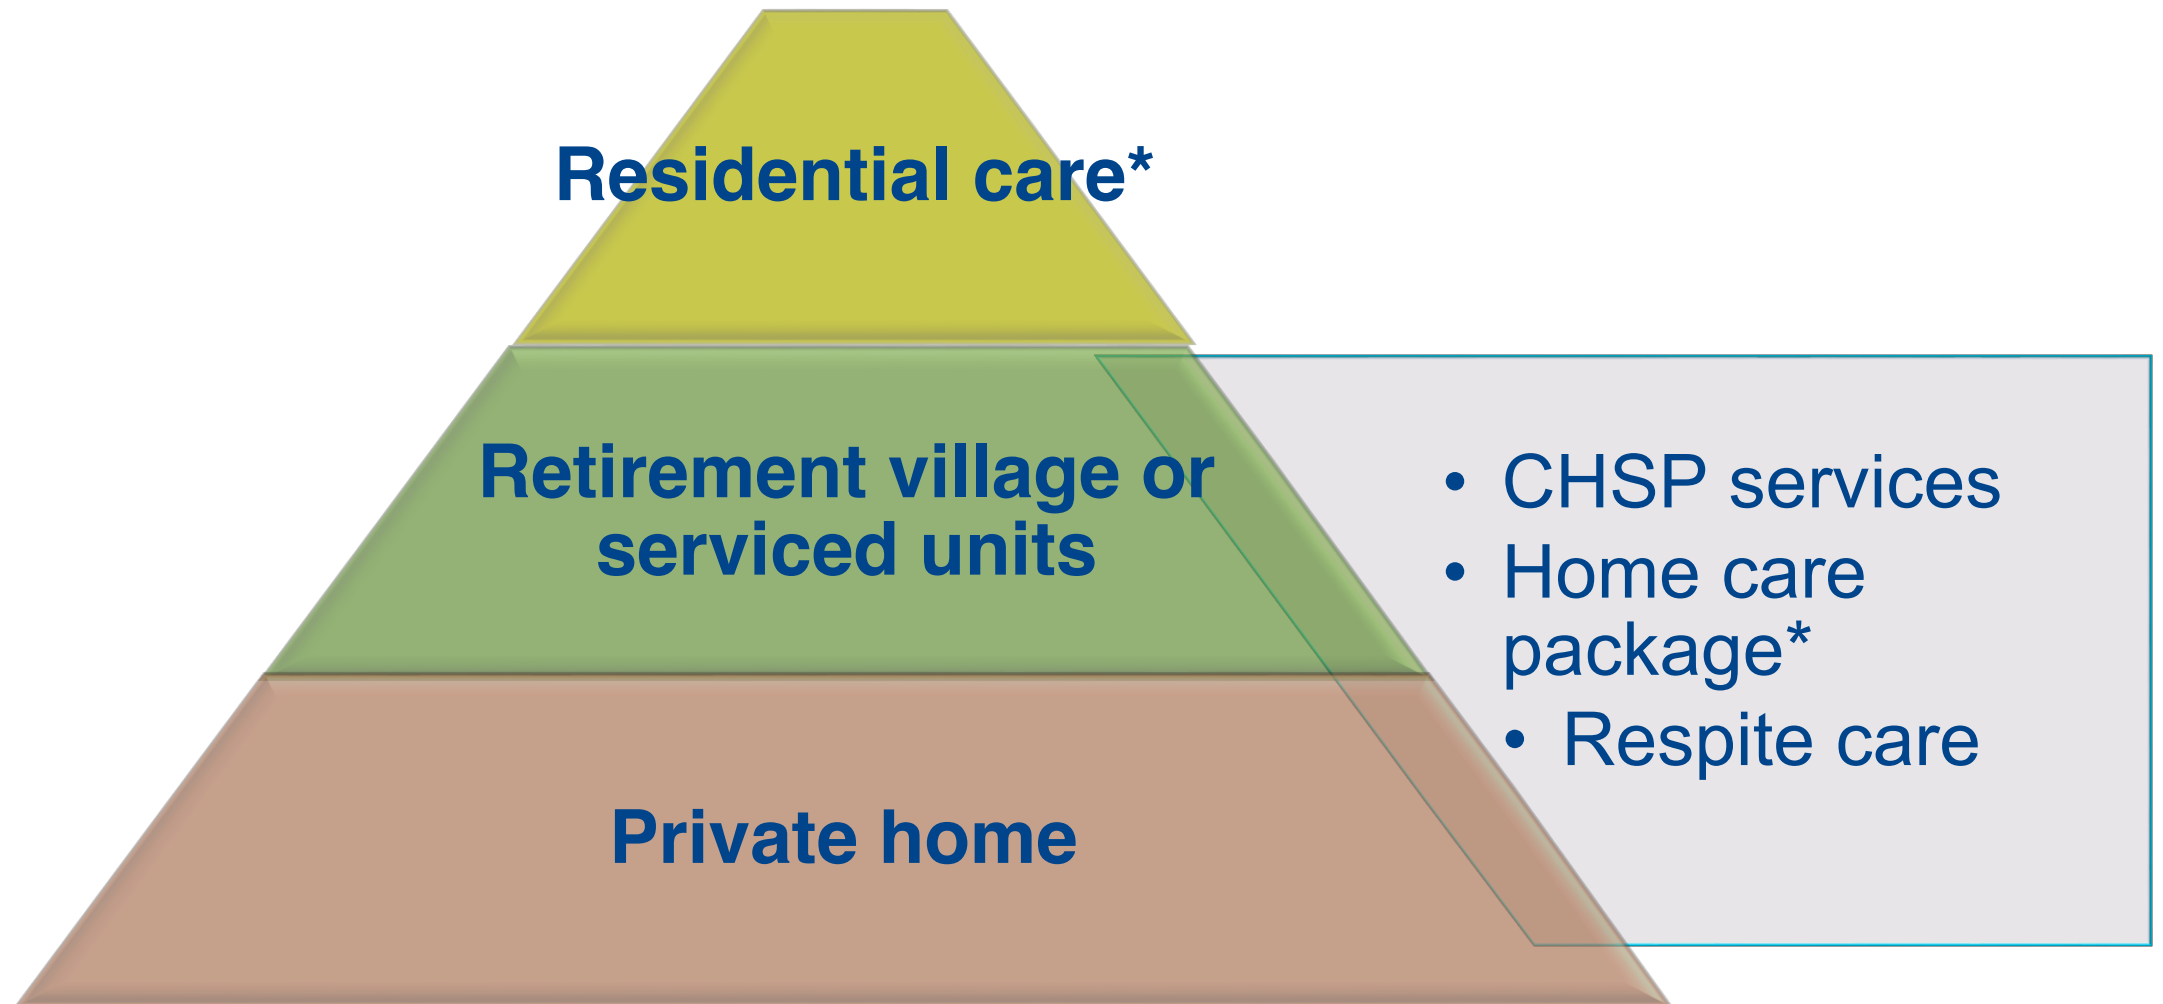 Residential care*
Retirement village or
serviced units
• CHSP services
• Home care
package*
• Respite care
Private home